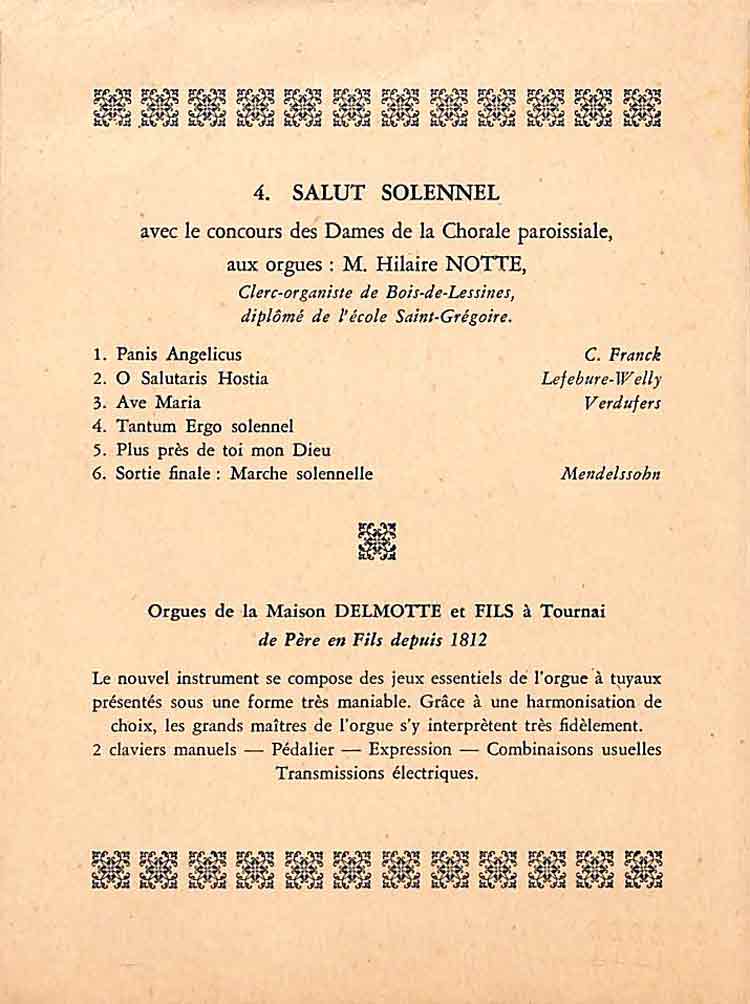 4. SALUT SOLENNEL
avec le concours des Dames de la Chorale paroissiale,
aux orgues : M. Hilaire NOTTE,
Clerc-organiste de Bois-de-Lessines,
diplômé de l'école Saint-Grégoire.
1. Panis Angelicus C. Franck
2. O Salutaris Hostia Lefebure-Welly
3. Ave Maria Verdufers
4. Tantum Ergo solennel
5. Plus près de toi mon Dieu
6. Sortie finale : Marche solennelle Mendelssohn
Orgues de la Maison DELMOTTE et FILS à Tournai
de Père en Fils depuis 1812
Le nouvel instrument se compose des jeux essentiels de l'orgue à tuyaux
présentés sous une forme très maniable. Grâce à une harmonisation de
choix, les grands maîtres de l'orgue s'y interprètent très fidèlement.
2 claviers manuels — Pédalier — Expression — Combinaisons usuelles
Transmissions électriques.